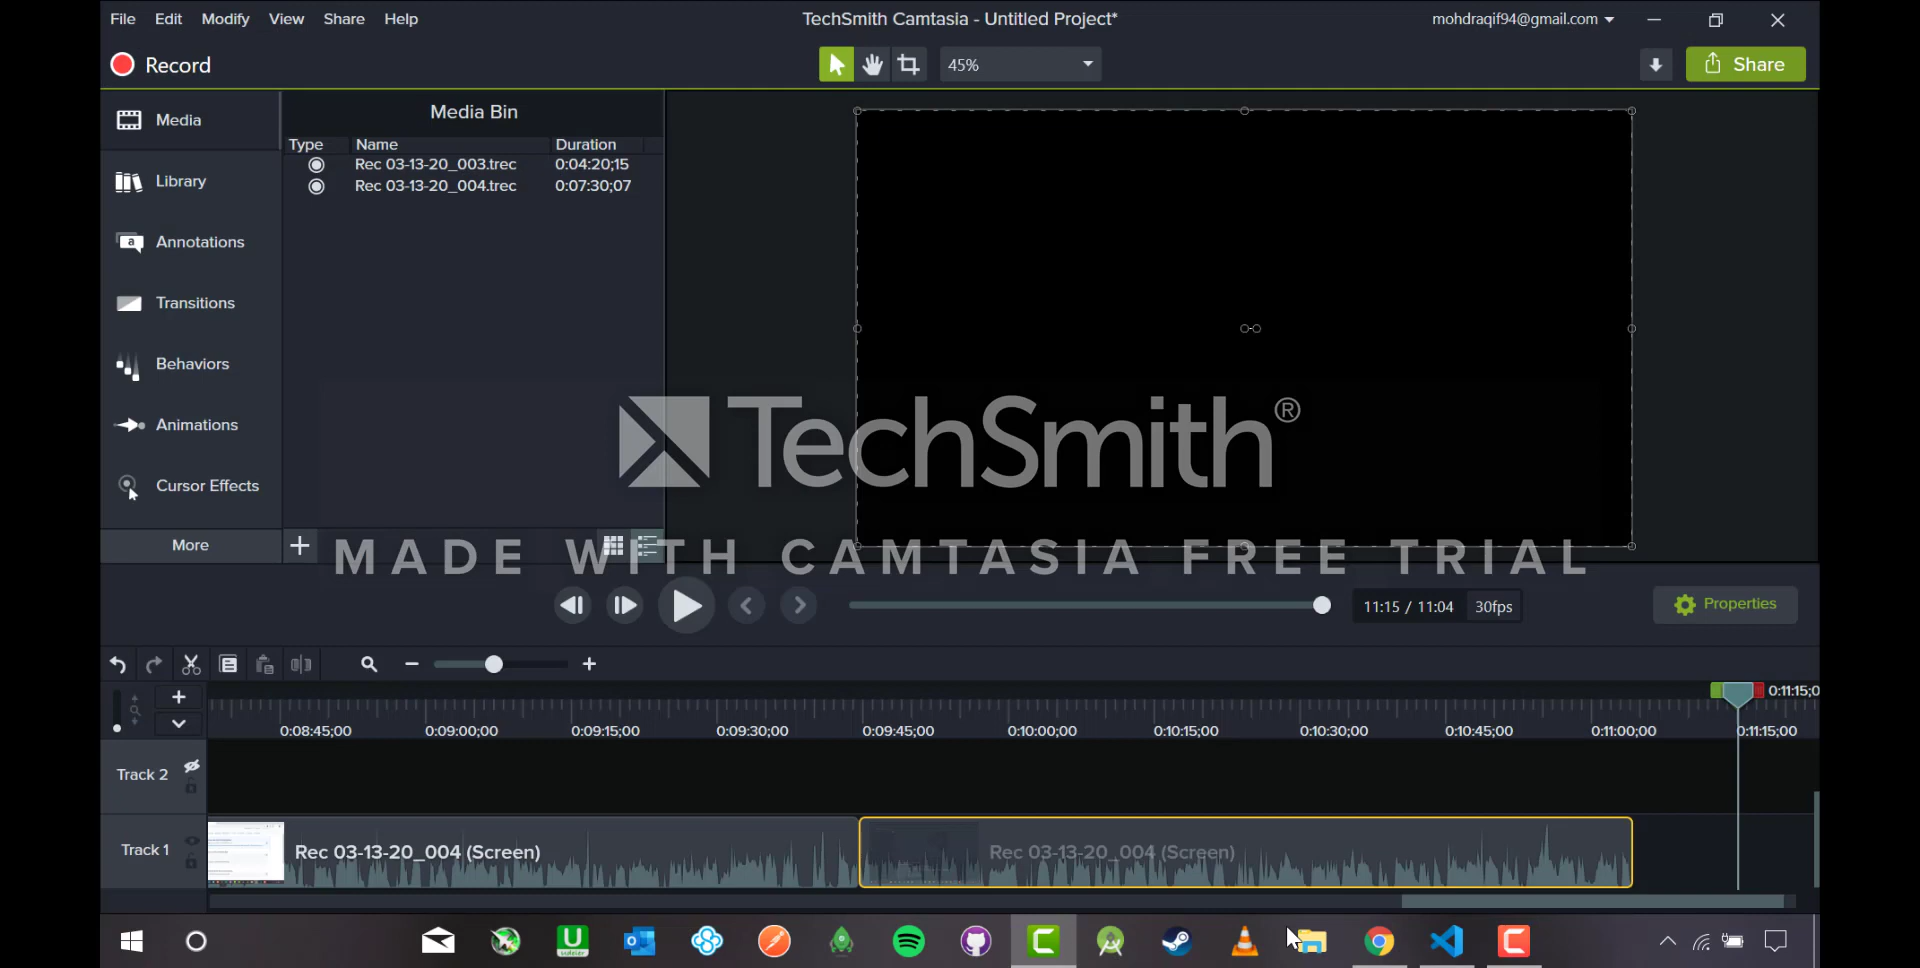 File Edit Modify View Share Help
TechSmith Camtasia - Untitled Project*
mohdraqif94@gmail.com
Record
45%
Share
Media
Library
Annotations
Transitions
Behaviors
Animations
Cursor Effects
More
Media Bin
Type Name Duration
Rec 03-13-20_003.trec 0:04:20;15
Rec 03-13-20_004.trec 0:07:30;07
TechSmith®
MADE WITH CAMTASIA FREE TRIAL
11:15 / 11:04 30fps
Properties
0:11:15;0
0:08:45;00 0:09:00;00 0:09:15;00 0:09:30;00 0:09:45;00 0:10:00;00 0:10:15;00 0:10:30;00 0:10:45;00 0:11:00;00 0:11:15;00
Track 2
Track 1
Rec 03-13-20_004 (Screen)
Rec 03-13-20_004 (Screen)